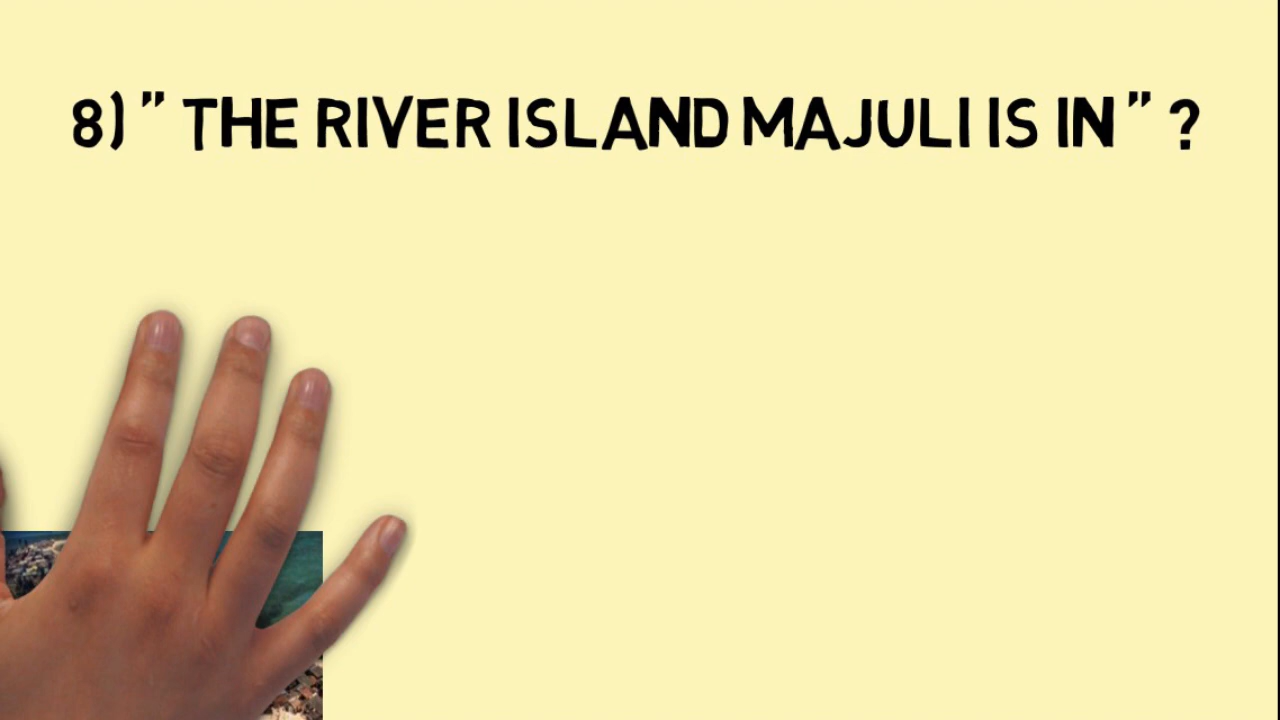 8) " THE RIVER ISLAND MAJULI IS IN " ?